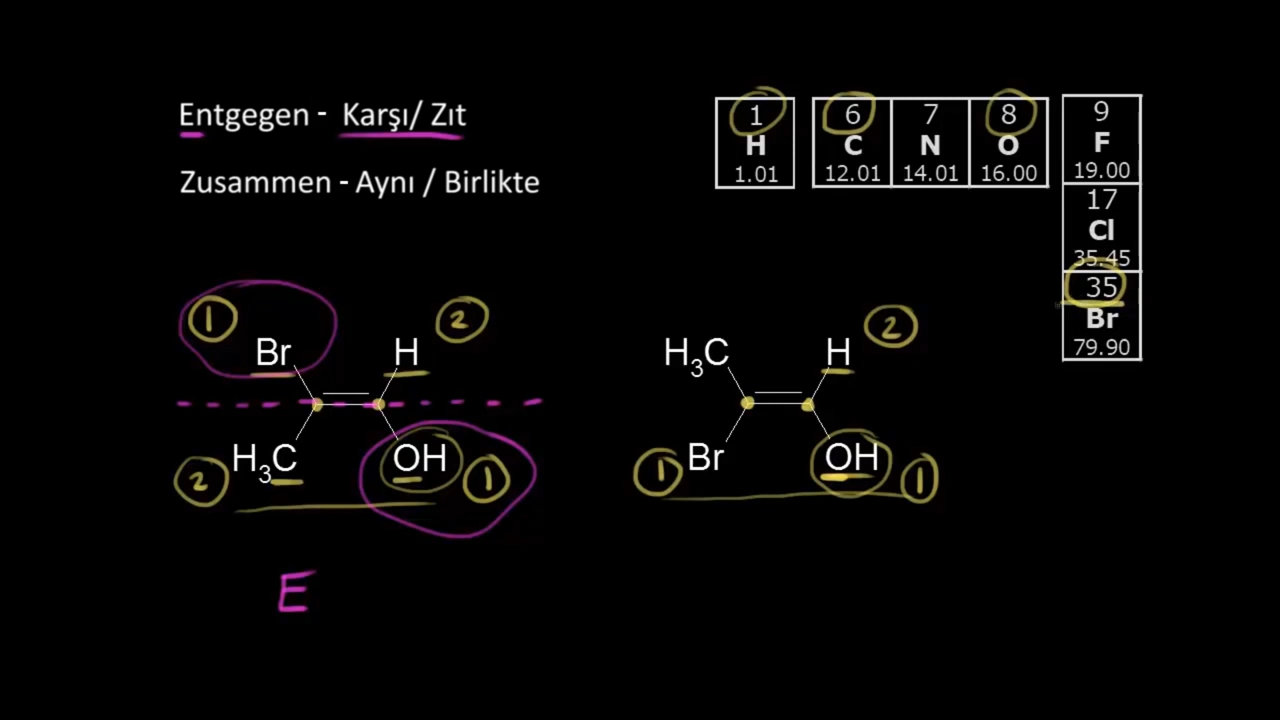 Entgegen - Karşı/ Zıt
Zusammen - Aynı / Birlikte
1 6 7 8 9
H C N O F
1.01 12.01 14.01 16.00 19.00
17
Cl
35.45
35
Br
79.90
1 2 2
Br H H3C H
H3C OH Br OH
2 1 1 1
E